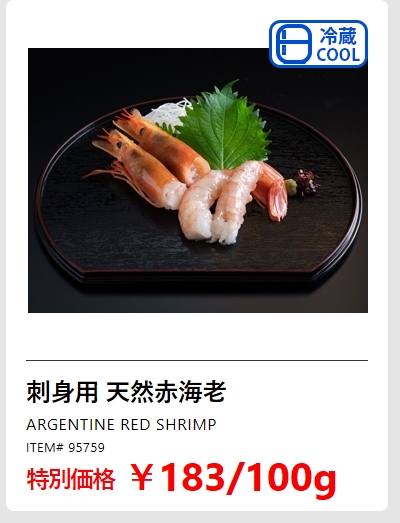 冷蔵
COOL
刺身用 天然赤海老
ARGENTINE RED SHRIMP
ITEM# 95759
特別価格 ￥183/100g